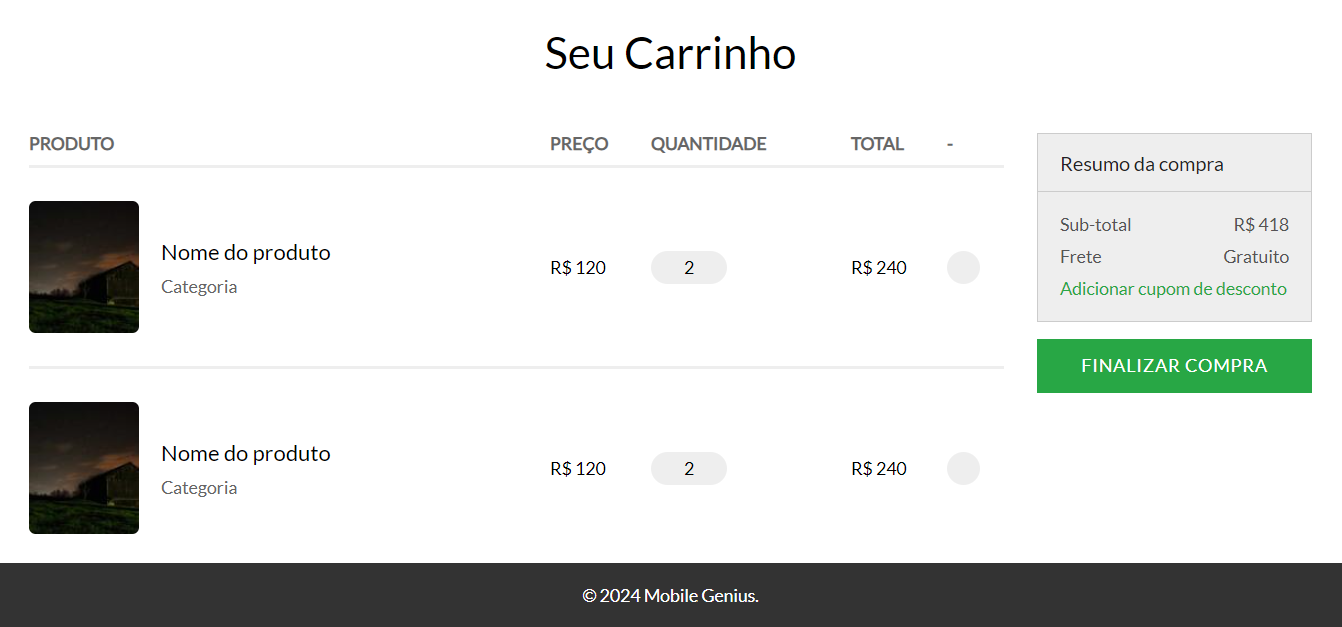 Seu Carrinho
PRODUTO PREÇO QUANTIDADE TOTAL -
Nome do produto
Categoria
R$ 120 2 R$ 240
Nome do produto
Categoria
R$ 120 2 R$ 240
Resumo da compra
Sub-total R$ 418
Frete Gratuito
Adicionar cupom de desconto
FINALIZAR COMPRA
© 2024 Mobile Genius.